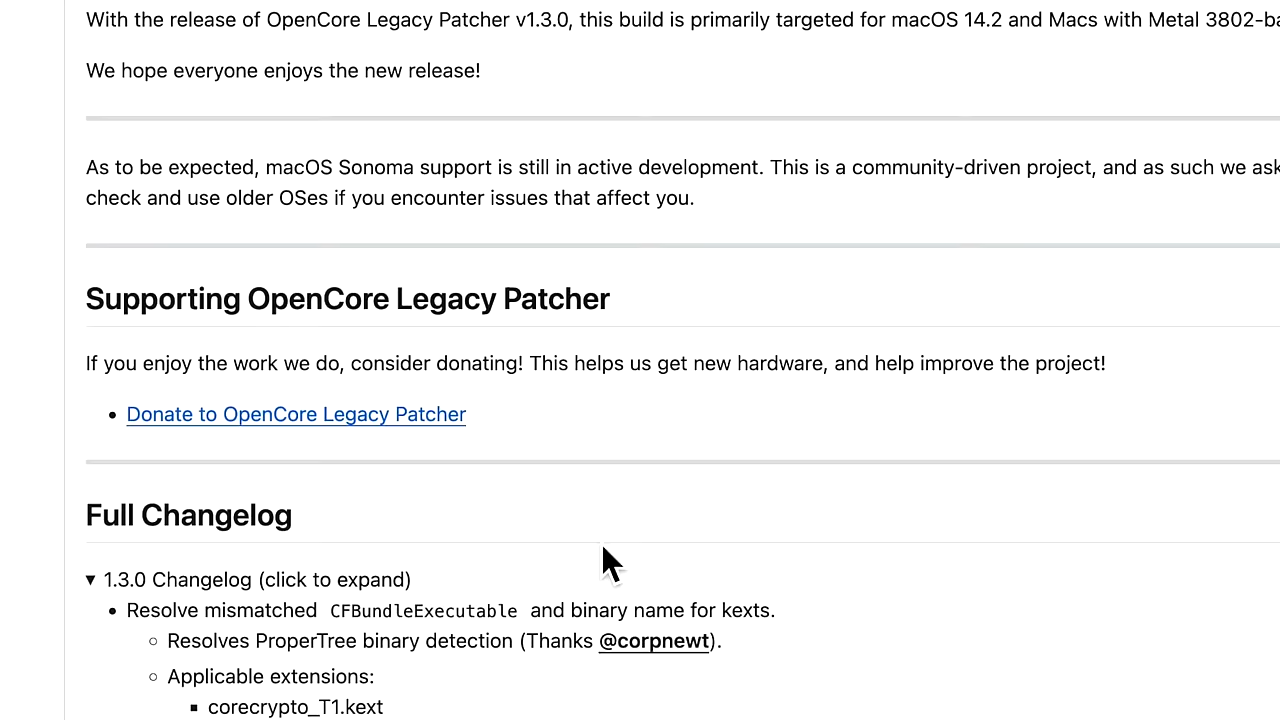 With the release of OpenCore Legacy Patcher v1.3.0, this build is primarily targeted for macOS 14.2 and Macs with Metal 3802-ba
We hope everyone enjoys the new release!
As to be expected, macOS Sonoma support is still in active development. This is a community-driven project, and as such we ask
check and use older OSes if you encounter issues that affect you.
Supporting OpenCore Legacy Patcher
If you enjoy the work we do, consider donating! This helps us get new hardware, and help improve the project!
• Donate to OpenCore Legacy Patcher
Full Changelog
▼ 1.3.0 Changelog (click to expand)
• Resolve mismatched CFBundleExecutable and binary name for kexts.
○ Resolves ProperTree binary detection (Thanks @corpnewt).
○ Applicable extensions:
▪ corecrypto_T1.kext